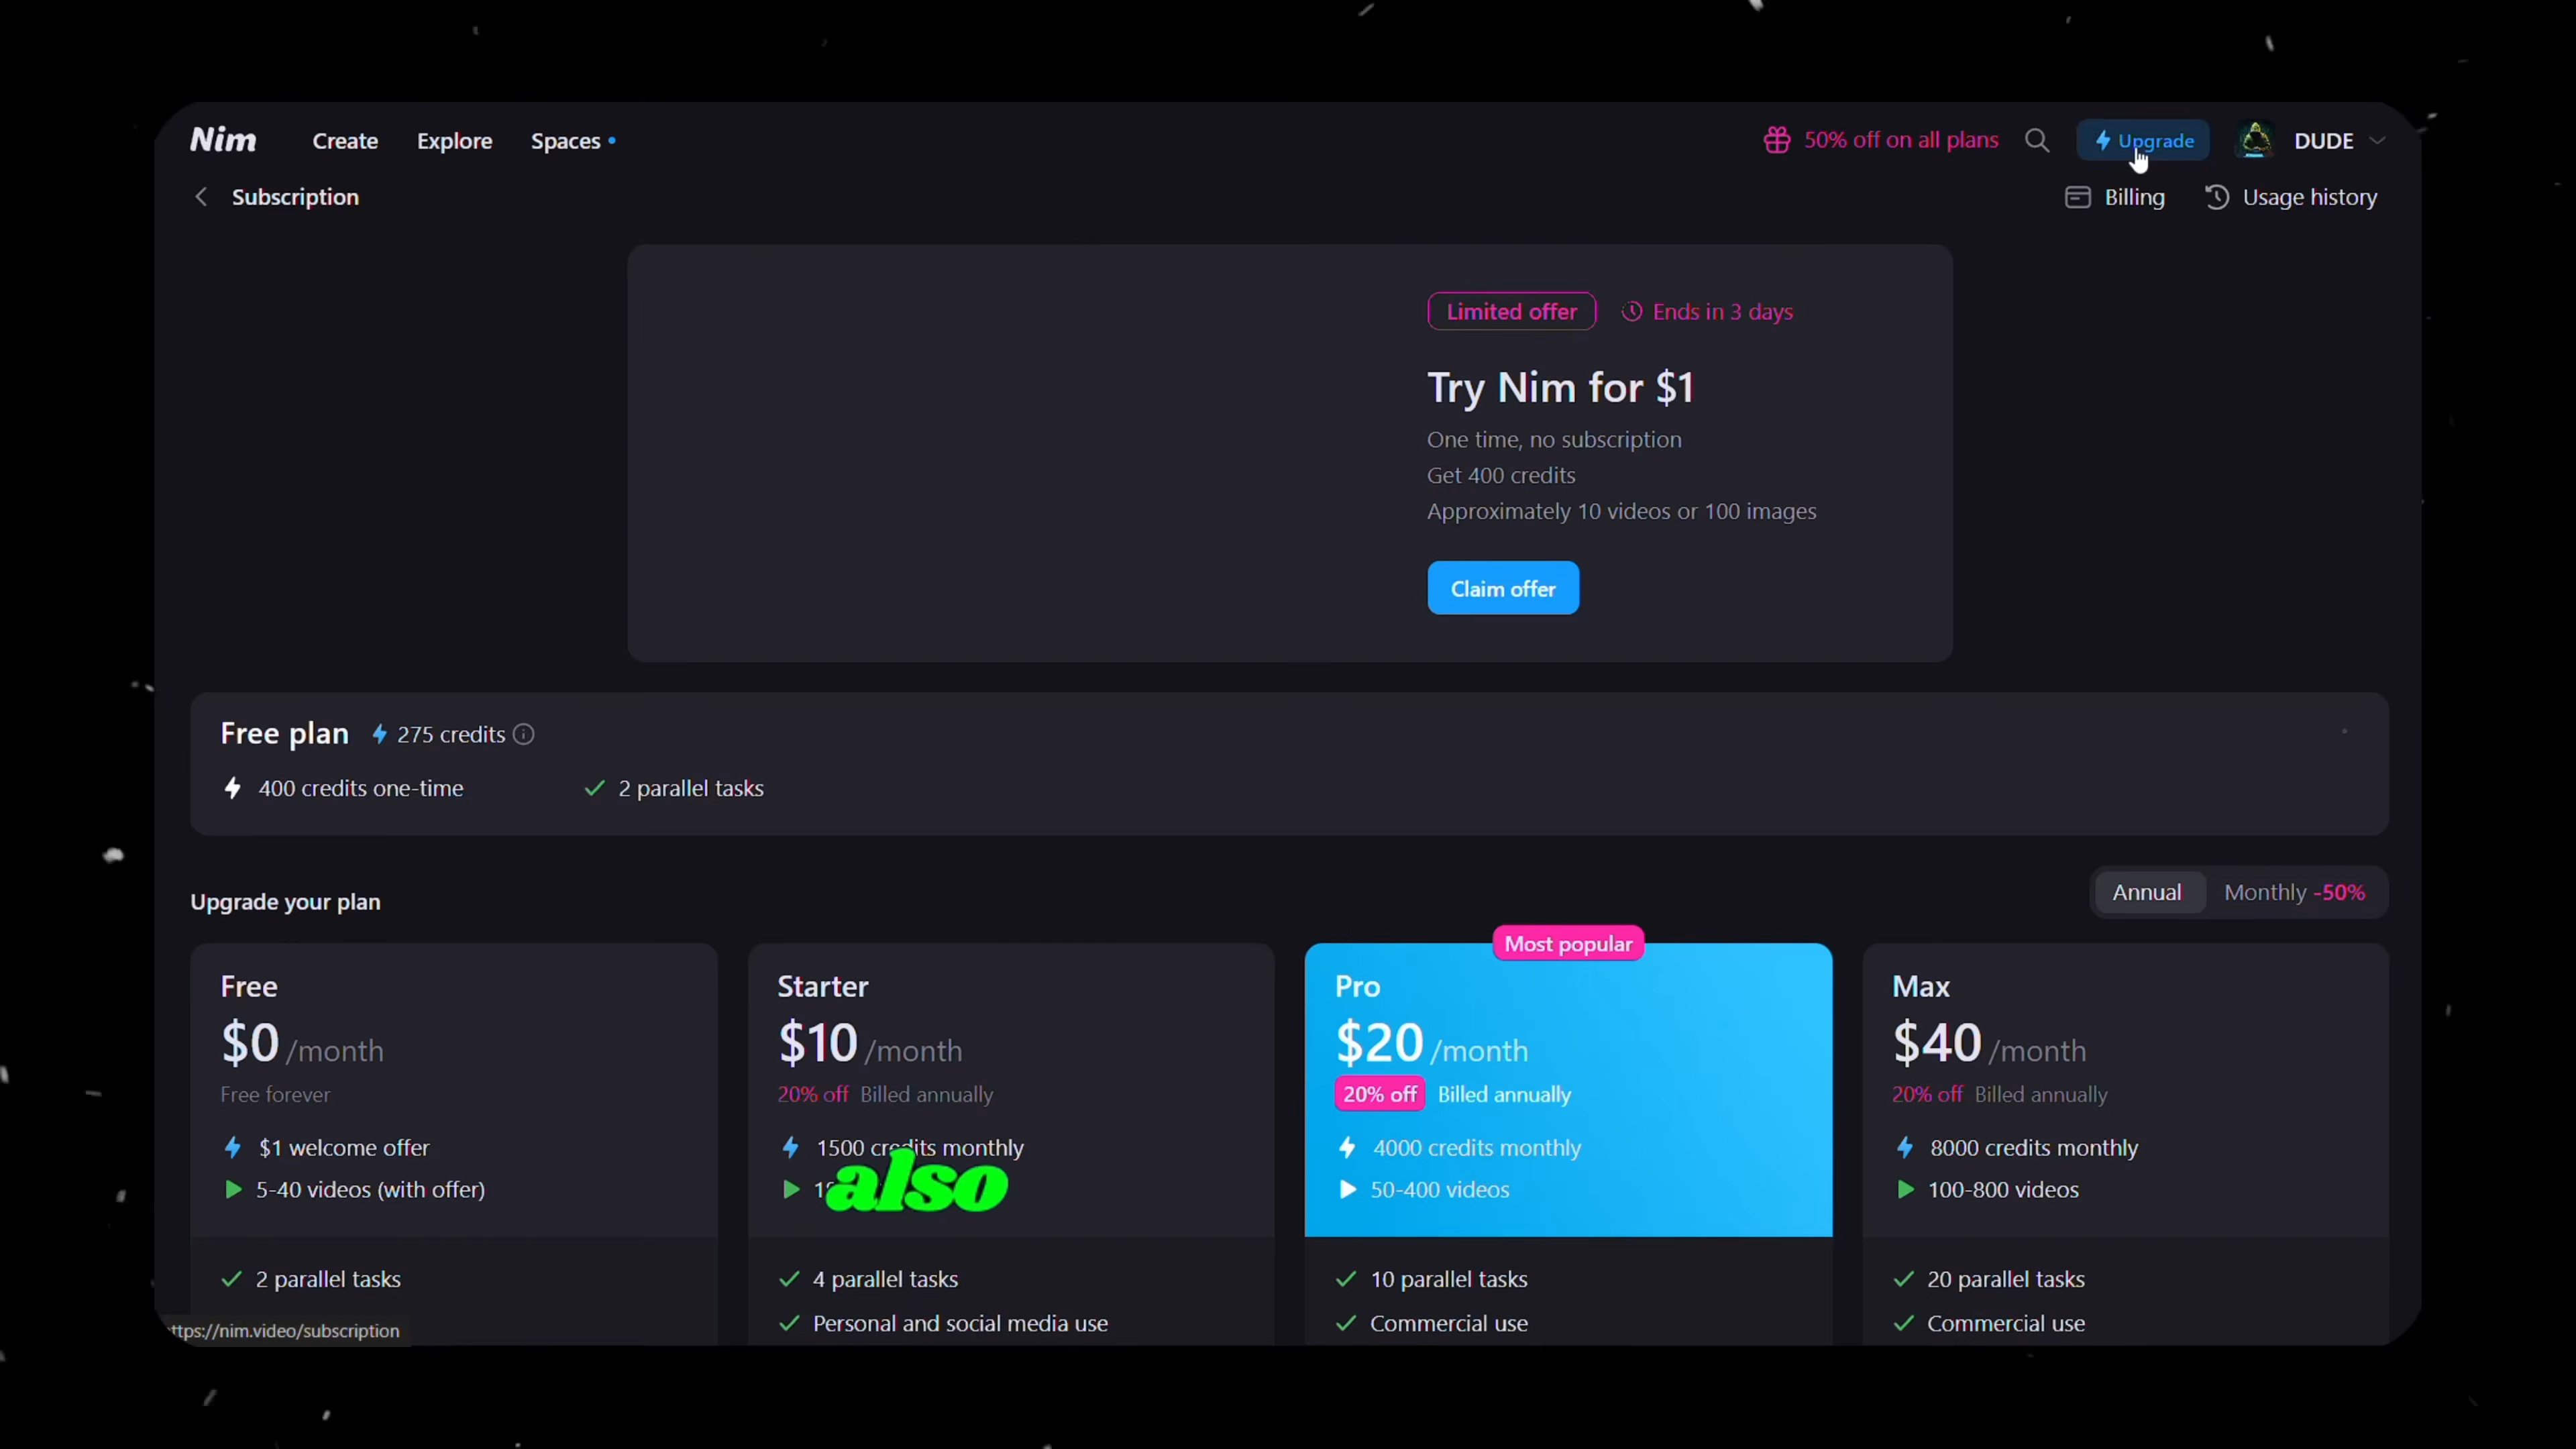 Nim Create Explore Spaces 50% off on all plans Upgrade DUDE
Subscription Billing Usage history
Limited offer Ends in 3 days
Try Nim for $1
One time, no subscription
Get 400 credits
Approximately 10 videos or 100 images
Claim offer
Free plan 275 credits
400 credits one-time 2 parallel tasks
Upgrade your plan Annual Monthly -50%
Most popular
Free Starter Pro Max
$0 /month $10 /month $20 /month $40 /month
Free forever 20% off Billed annually 20% off Billed annually 20% off Billed annually
$1 welcome offer 1500 credits monthly 4000 credits monthly 8000 credits monthly
5-40 videos (with offer) also 50-400 videos 100-800 videos
2 parallel tasks 4 parallel tasks 10 parallel tasks 20 parallel tasks
Personal and social media use Commercial use Commercial use
ttps://nim.video/subscription